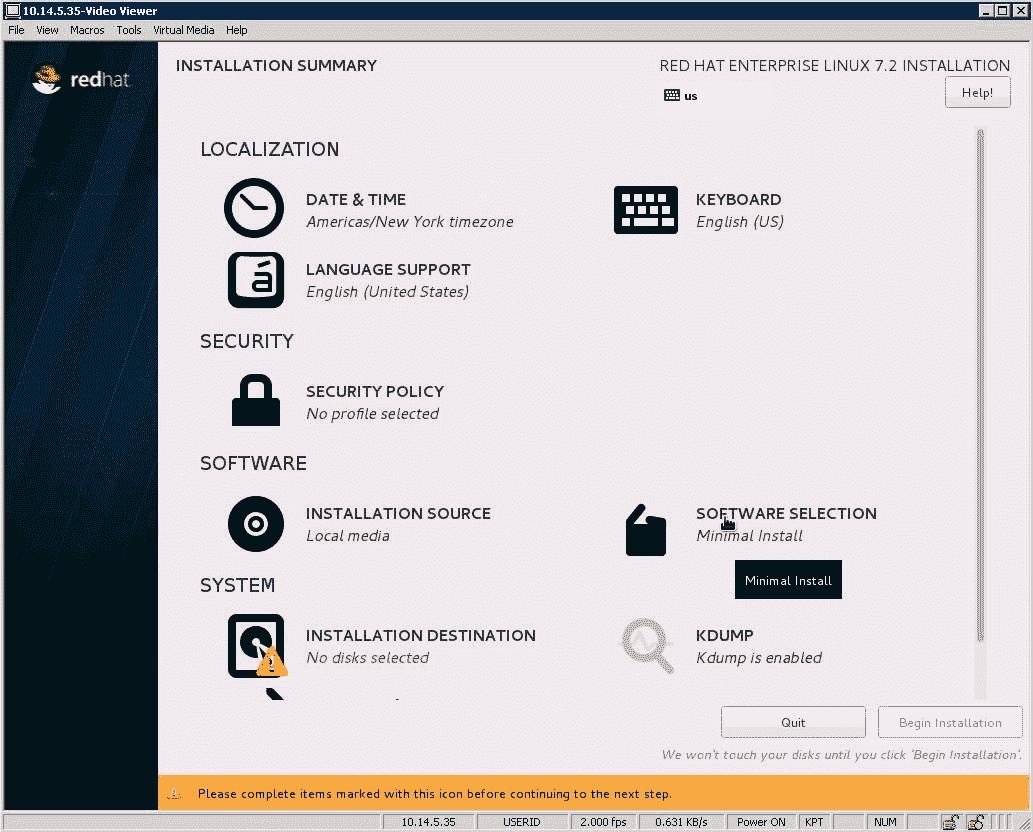 10.14.5.35-Video Viewer
File View Macros Tools Virtual Media Help
redhat
INSTALLATION SUMMARY
RED HAT ENTERPRISE LINUX 7.2 INSTALLATION
us
Help!
LOCALIZATION
DATE & TIME
Americas/New York timezone
KEYBOARD
English (US)
LANGUAGE SUPPORT
English (United States)
SECURITY
SECURITY POLICY
No profile selected
SOFTWARE
INSTALLATION SOURCE
Local media
SOFTWARE SELECTION
Minimal Install
Minimal Install
SYSTEM
INSTALLATION DESTINATION
No disks selected
KDUMP
Kdump is enabled
Quit
Begin Installation
We won't touch your disks until you click 'Begin Installation'.
Please complete items marked with this icon before continuing to the next step.
10.14.5.35 USERID 2.000 fps 0.631 KB/s Power ON KPT NUM